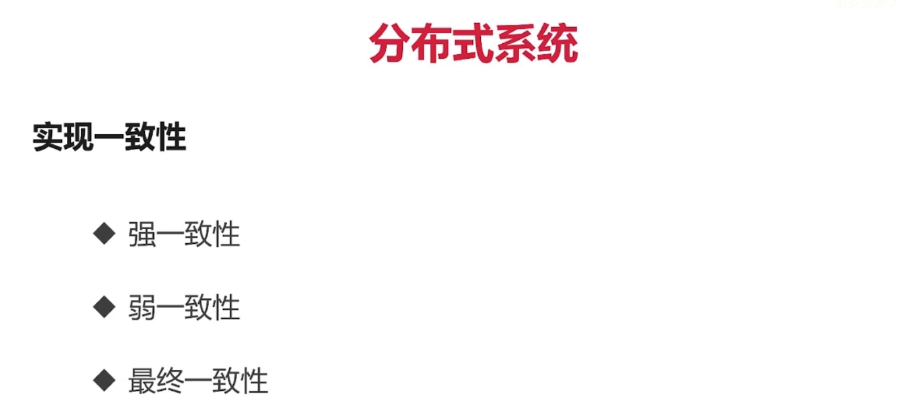 分布式系统
实现一致性
◆ 强一致性
◆ 弱一致性
◆ 最终一致性